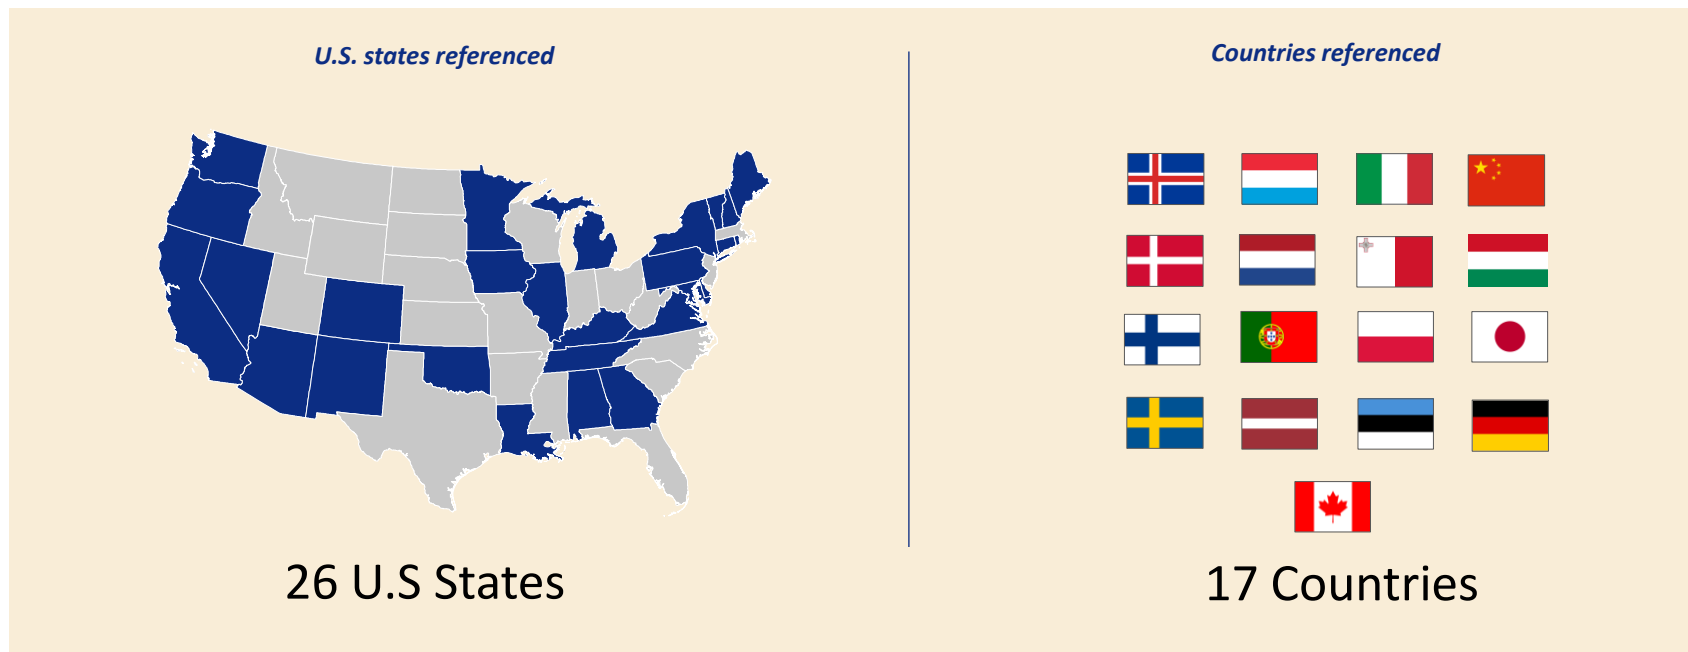 U.S. states referenced
Countries referenced
26 U.S States
17 Countries